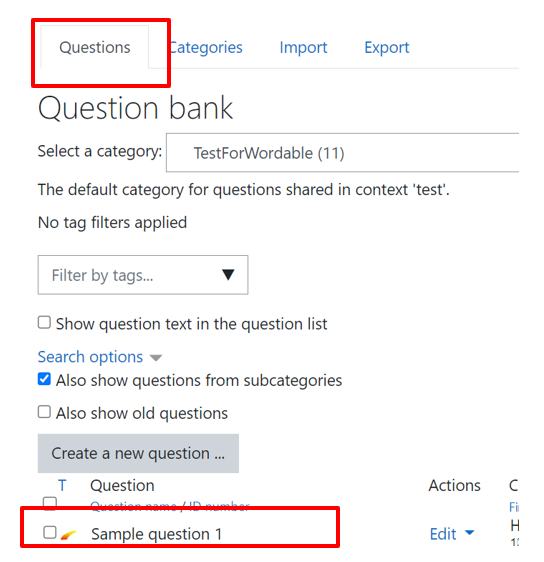 Questions Categories Import Export
Question bank
Select a category: TestForWordable (11)
The default category for questions shared in context 'test'.
No tag filters applied
Filter by tags...
Show question text in the question list
Search options
Also show questions from subcategories
Also show old questions
Create a new question ...
T Question Actions C
Question name / ID number Fi
Sample question 1 Edit H